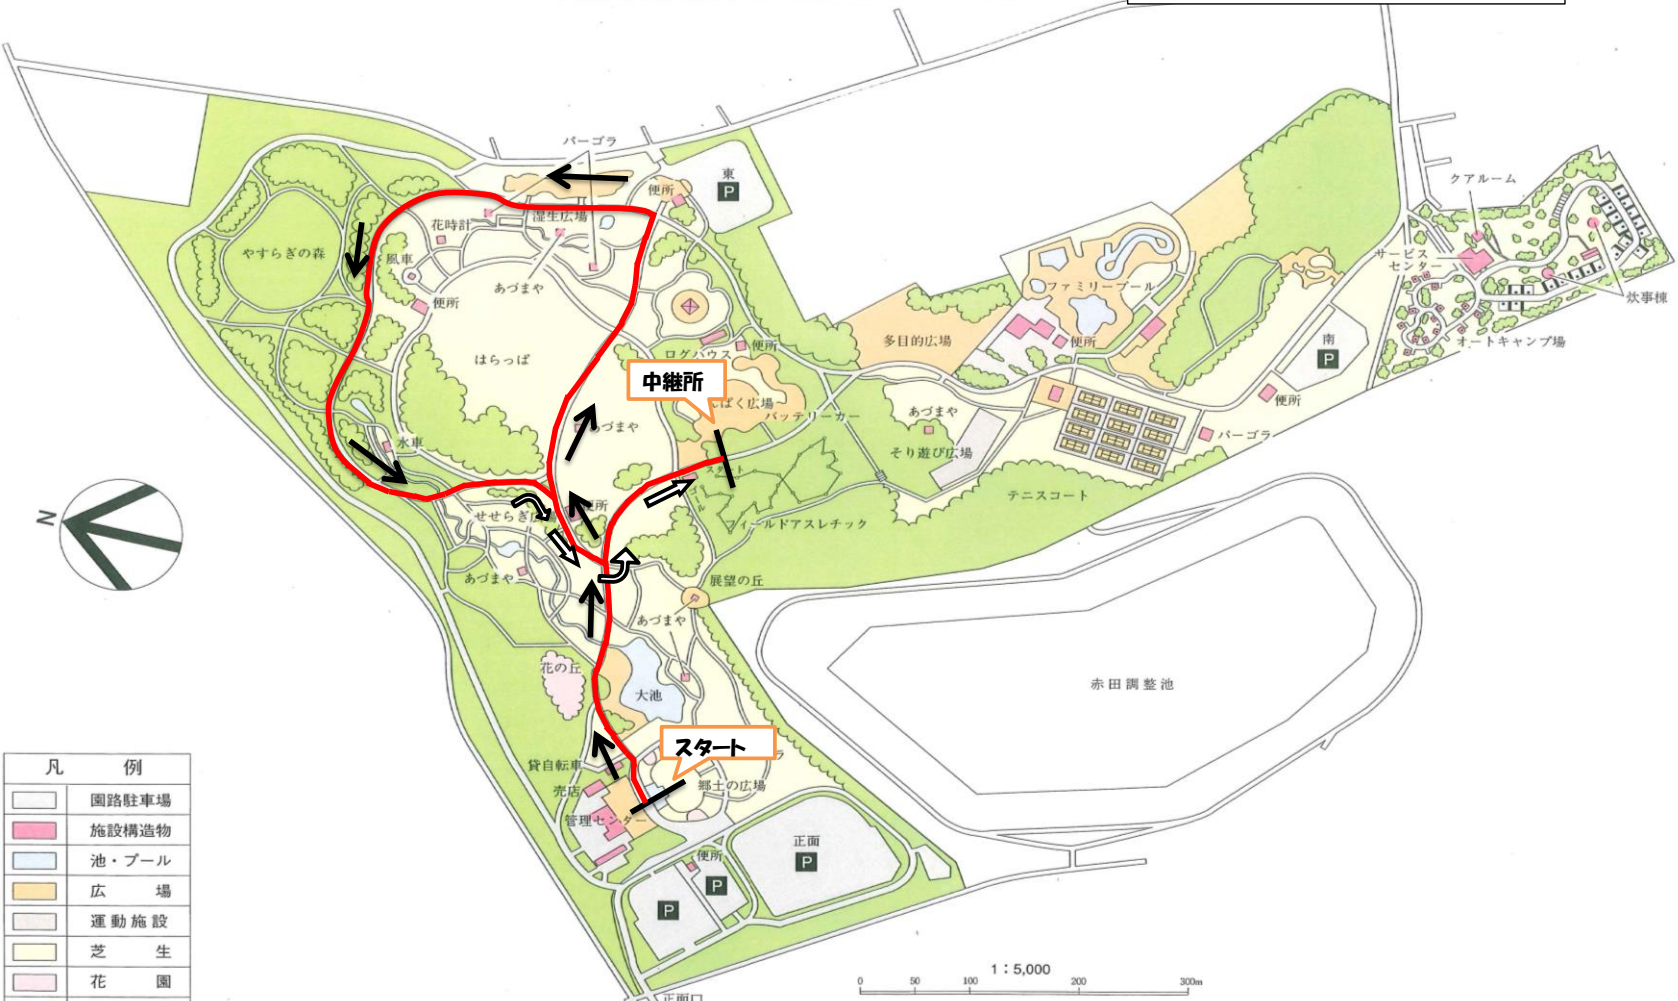 パーゴラ
東
P
便所
クアルーム
花時計
湿生広場
やすらぎの森
風車
サービス
センター
あづまや
ファミリープール
炊事棟
便所
多目的広場
便所
南
P
オートキャンプ場
はらっぱ
ログハウス
便所
中継所
ぱく広場
バッテリーカー
あづまや
便所
あづまや
パーゴラ
水車
そり遊び広場
スタート
テニスコート
N
せせらぎ
便所
フィールドアスレチック
あづまや
展望の丘
あづまや
花の丘
大池
赤田調整池
スタート
ラ
貸自転車
売店
郷土の広場
管理センター
正面
P
便所
P
P
凡 例
園路駐車場
施設構造物
池・プール
広 場
運動施設
芝 生
花 園
1：5,000
0 50 100 200 300m
正面口